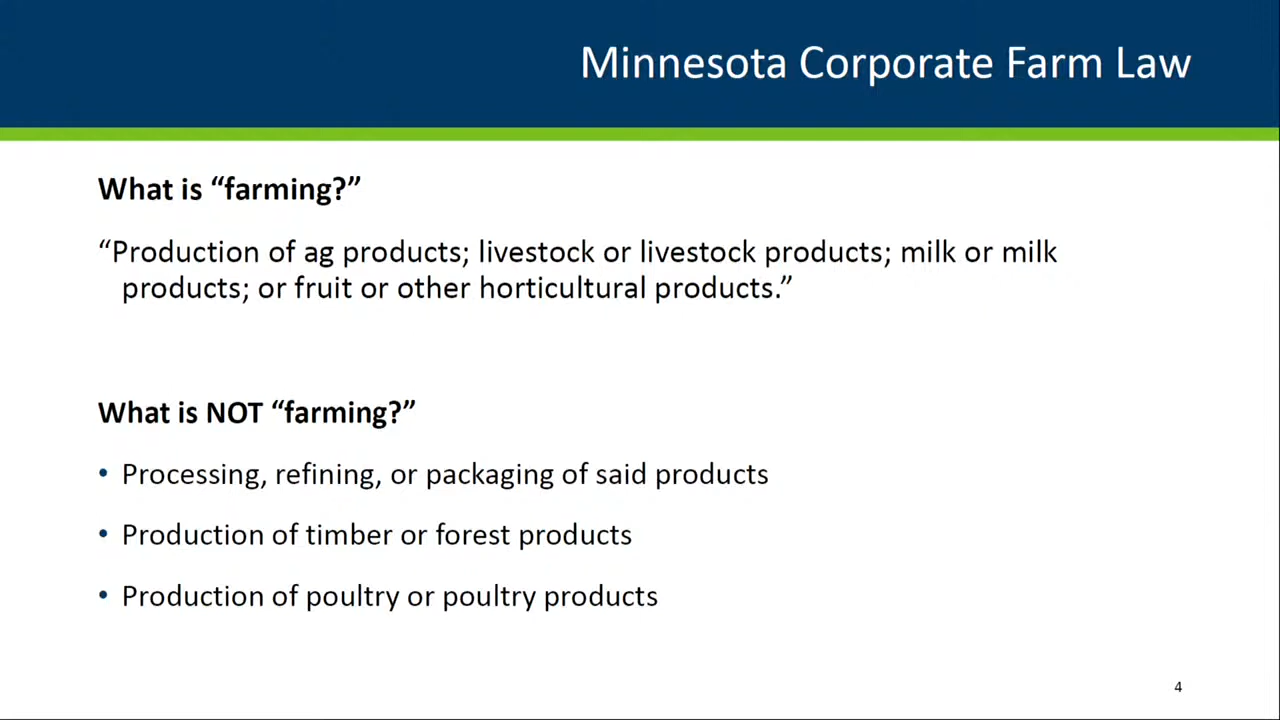 Minnesota Corporate Farm Law
What is “farming?”
“Production of ag products; livestock or livestock products; milk or milk
products; or fruit or other horticultural products.”
What is NOT “farming?”
• Processing, refining, or packaging of said products
• Production of timber or forest products
• Production of poultry or poultry products
4